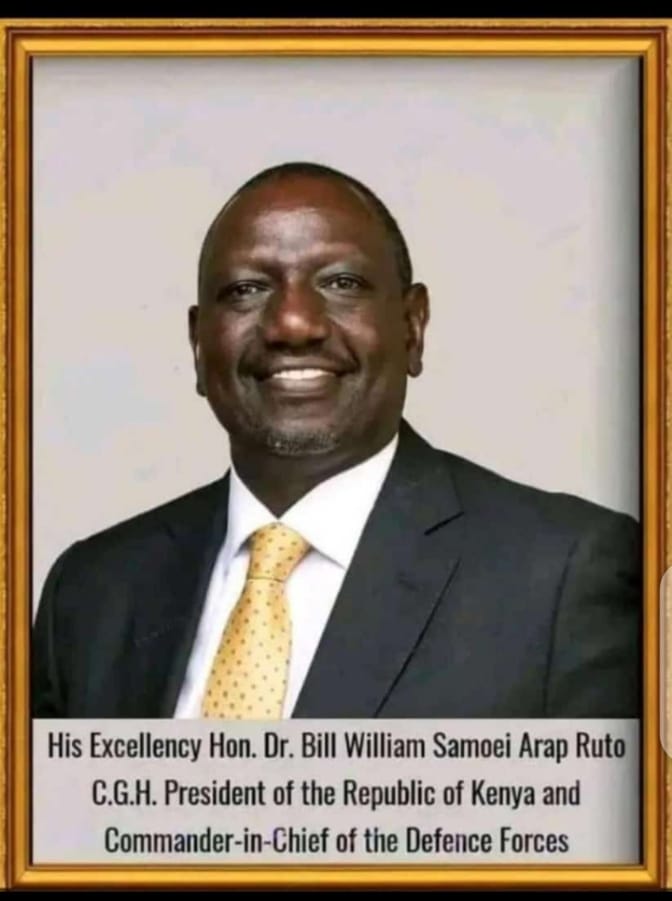 His Excellency Hon. Dr. Bill William Samoei Arap Ruto
C.G.H. President of the Republic of Kenya and
Commander-in-Chief of the Defence Forces